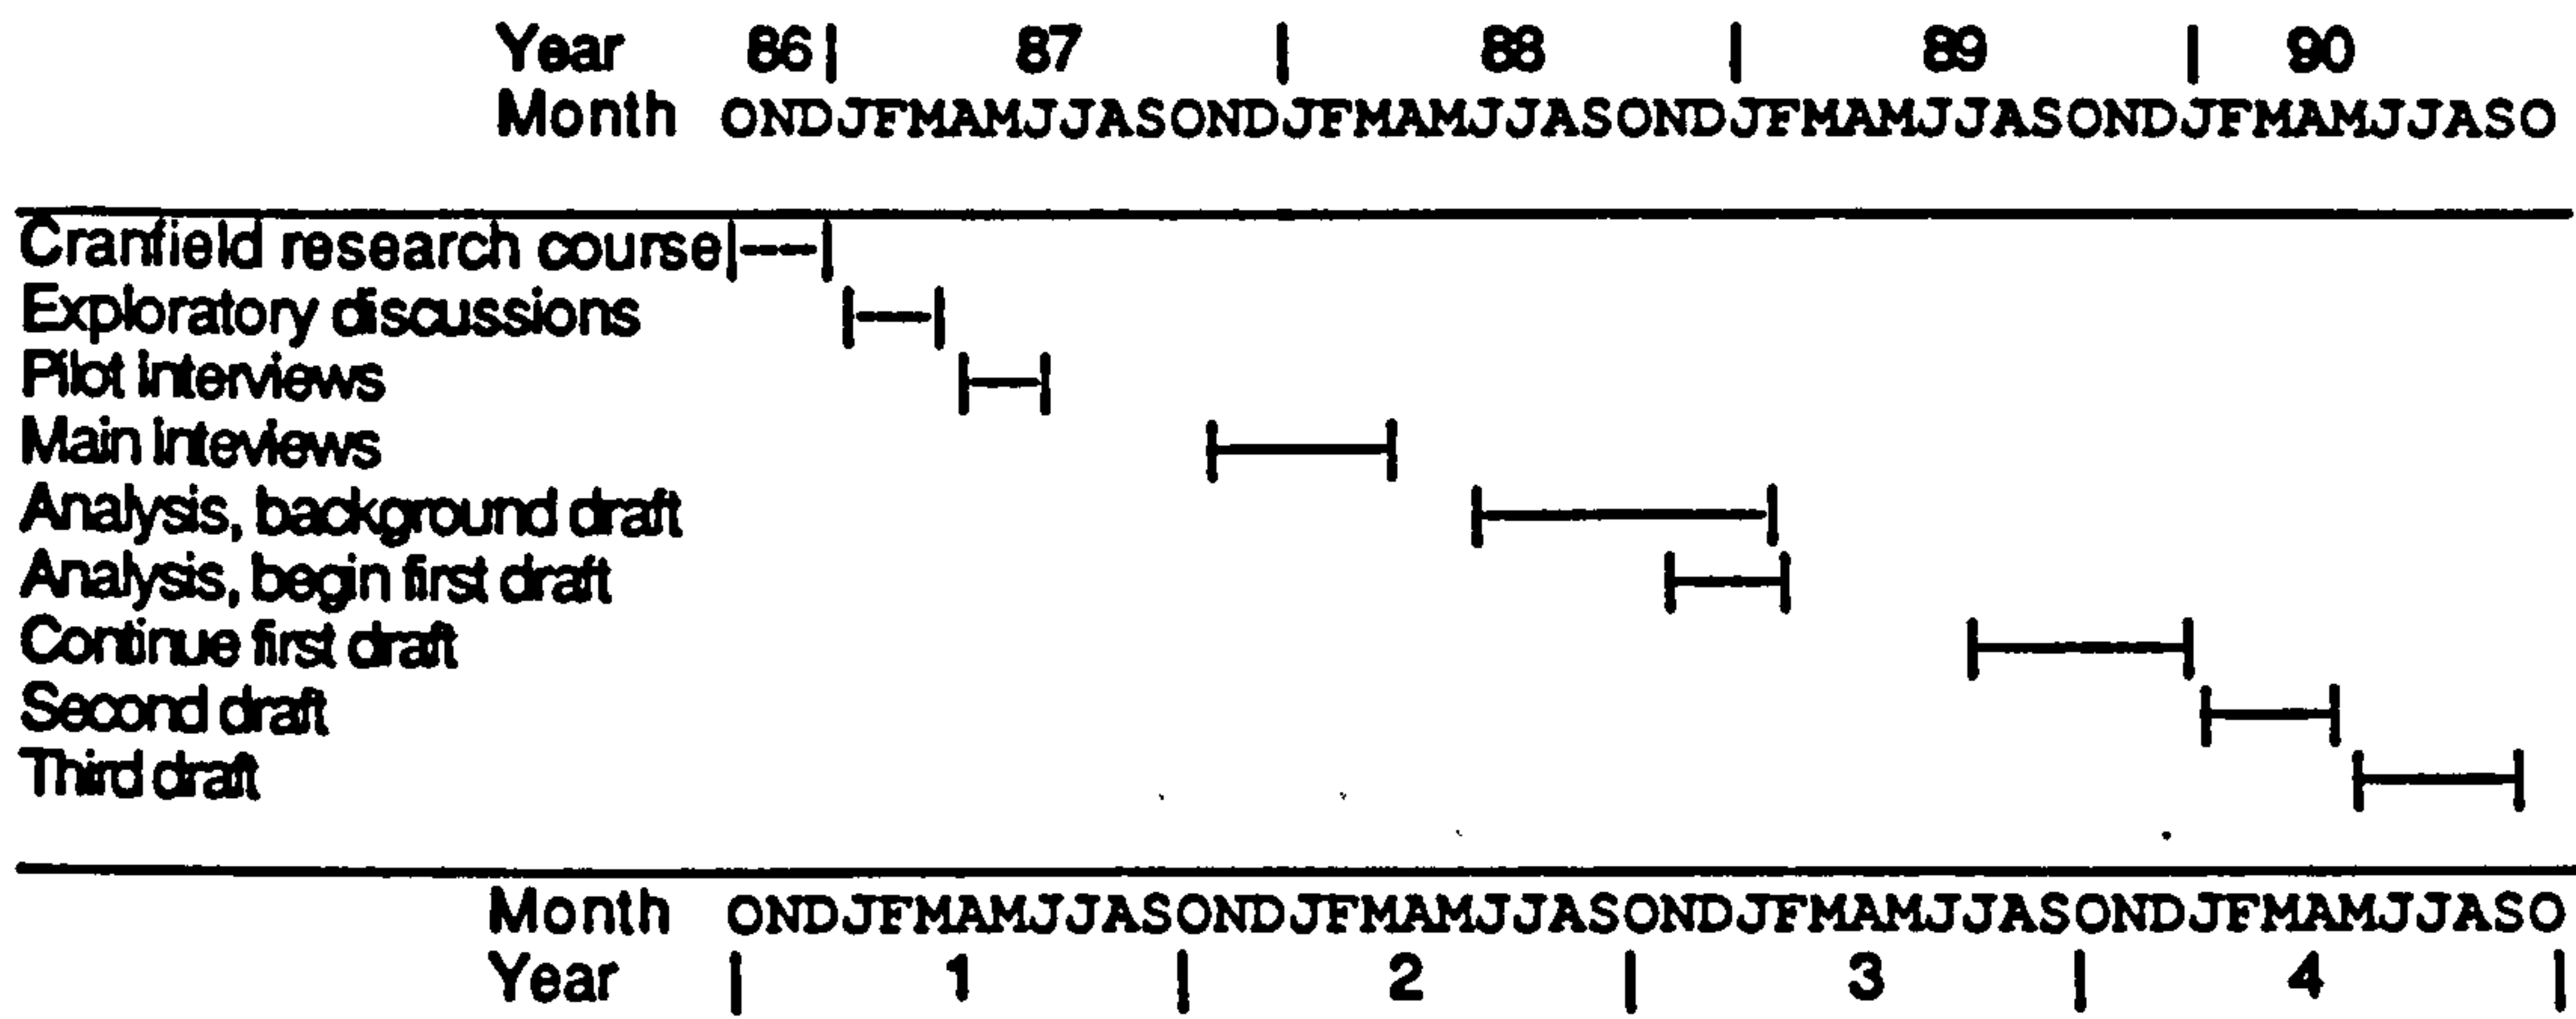 Year 86| 87 | 88 | 89 | 90
Month ONDJFMAMJJASONDJFMAMJJASONDJFMAMJJASONDJFMAMJJASO
Cranfield research course
Exploratory discussions
Pilot interviews
Main inteviews
Analysis, background draft
Analysis, begin first draft
Continue first draft
Second draft
Third draft
Month ONDJFMAMJJASONDJFMAMJJASONDJFMAMJJASONDJFMAMJJASO
Year | 1 | 2 | 3 | 4 |